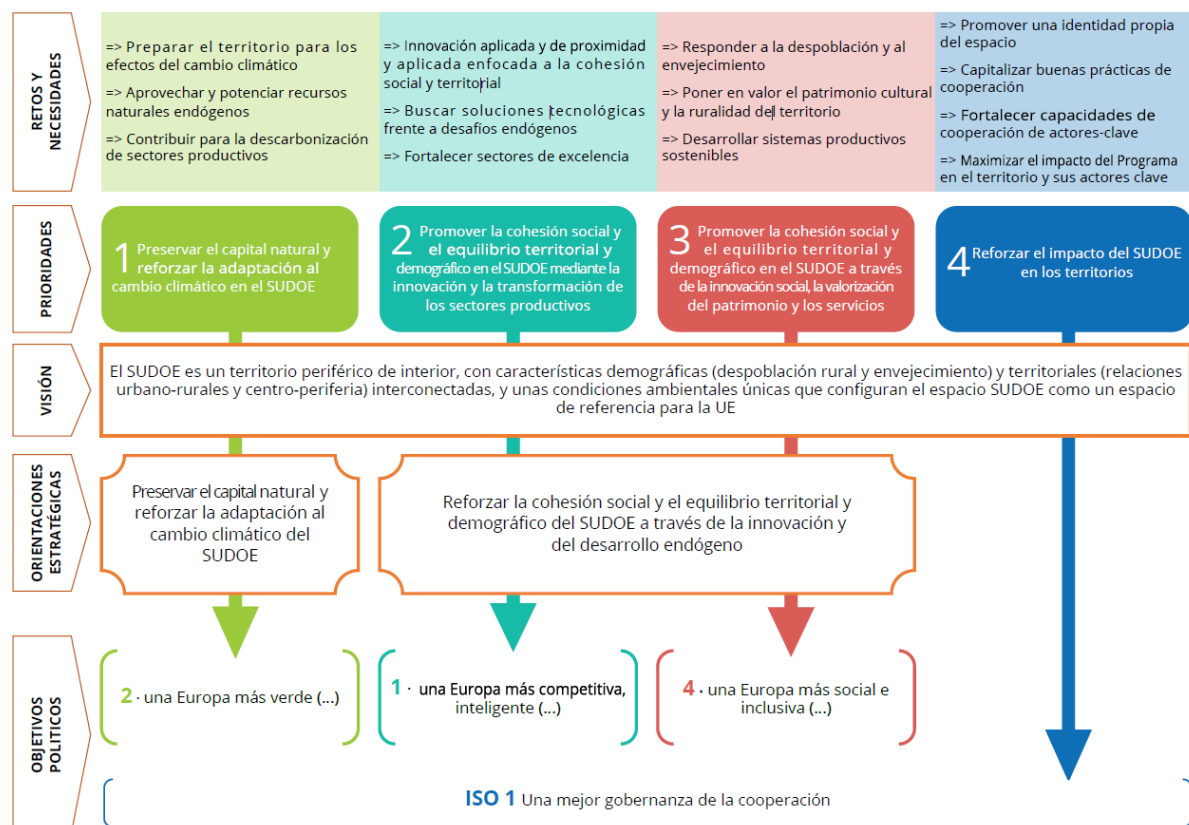 RETOS Y
NECESIDADES
=> Preparar el territorio para los
efectos del cambio climático
=> Aprovechar y potenciar recursos
naturales endógenos
=> Contribuir para la descarbonización
de sectores productivos
=> Innovación aplicada y de proximidad
y aplicada enfocada a la cohesión
social y territorial
=> Buscar soluciones tecnológicas
frente a desafíos endógenos
=> Fortalecer sectores de excelencia
=> Responder a la despoblación y al
envejecimiento
=> Poner en valor el patrimonio cultural
y la ruralidad del territorio
=> Desarrollar sistemas productivos
sostenibles
=> Promover una identidad propia
del espacio
=> Capitalizar buenas prácticas de
cooperación
=> Fortalecer capacidades de
cooperación de actores-clave
=> Maximizar el impacto del Programa
en el territorio y sus actores clave
PRIORIDADES
1 Preservar el capital natural y
reforzar la adaptación al
cambio climático en el SUDOE
2 Promover la cohesión social y
el equilibrio territorial y
demográfico en el SUDOE mediante la
innovación y la transformación de
los sectores productivos
3 Promover la cohesión social y
el equilibrio territorial y
demográfico en el SUDOE a través
de la innovación social, la valorización
del patrimonio y los servicios
4 Reforzar el impacto del SUDOE
en los territorios
VISIÓN
El SUDOE es un territorio periférico de interior, con características demográficas (despoblación rural y envejecimiento) y territoriales (relaciones
urbano-rurales y centro-periferia) interconectadas, y unas condiciones ambientales únicas que configuran el espacio SUDOE como un espacio
de referencia para la UE
ORIENTACIONES
ESTRATÉGICAS
Preservar el capital natural y
reforzar la adaptación al
cambio climático del
SUDOE
Reforzar la cohesión social y el equilibrio territorial y
demográfico del SUDOE a través de la innovación y
del desarrollo endógeno
OBJETIVOS
POLITICOS
2 · una Europa más verde (...)
1 · una Europa más competitiva,
inteligente (...)
4 · una Europa más social e
inclusiva (...)
ISO 1 Una mejor gobernanza de la cooperación